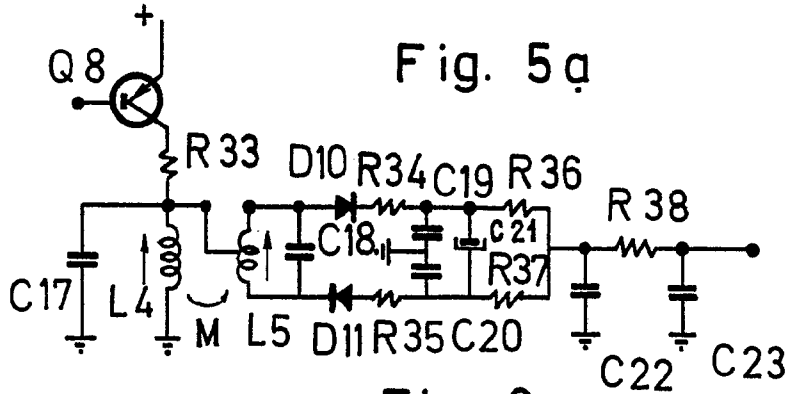 +
Q8
Fig. 5a
R33
D10 R34 C19 R36
R38
C18
C21
R37
C17 L4
M L5 D11 R35 C20
C22 C23